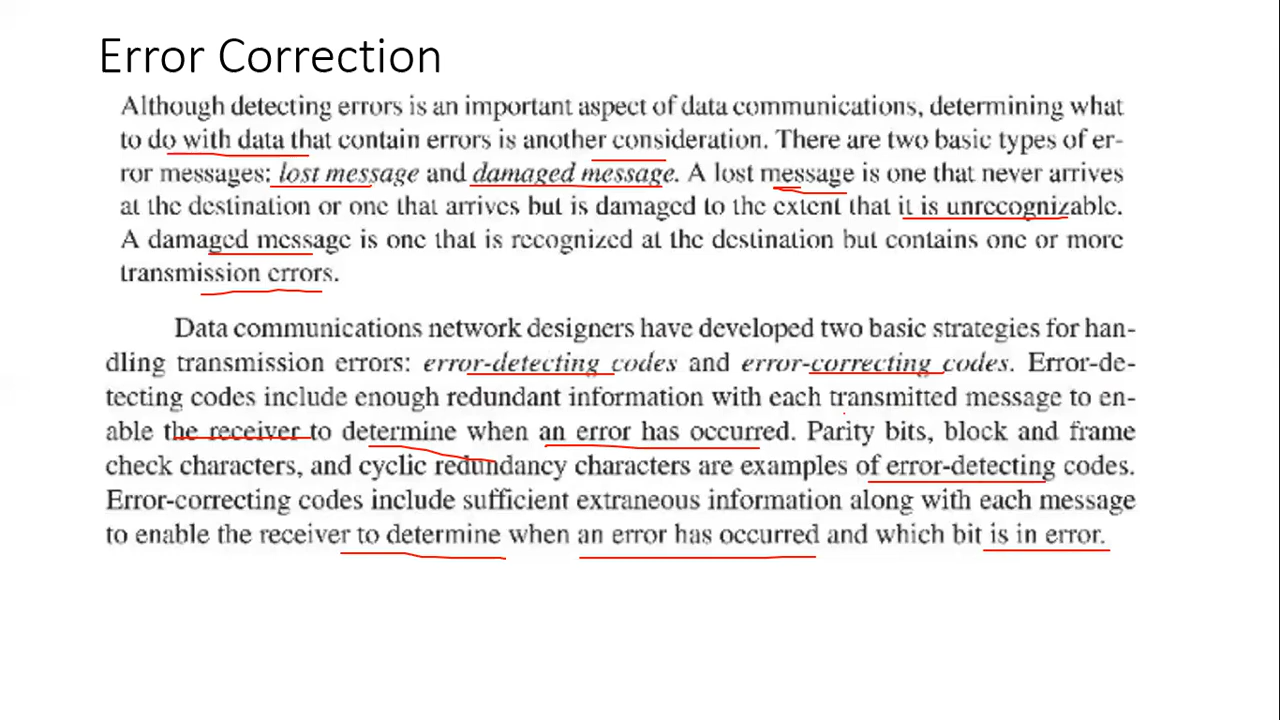 Error Correction
Although detecting errors is an important aspect of data communications, determining what
to do with data that contain errors is another consideration. There are two basic types of er-
ror messages: lost message and damaged message. A lost message is one that never arrives
at the destination or one that arrives but is damaged to the extent that it is unrecognizable.
A damaged message is one that is recognized at the destination but contains one or more
transmission errors.
Data communications network designers have developed two basic strategies for han-
dling transmission errors: error-detecting codes and error-correcting codes. Error-de-
tecting codes include enough redundant information with each transmitted message to en-
able the receiver to determine when an error has occurred. Parity bits, block and frame
check characters, and cyclic redundancy characters are examples of error-detecting codes.
Error-correcting codes include sufficient extraneous information along with each message
to enable the receiver to determine when an error has occurred and which bit is in error.